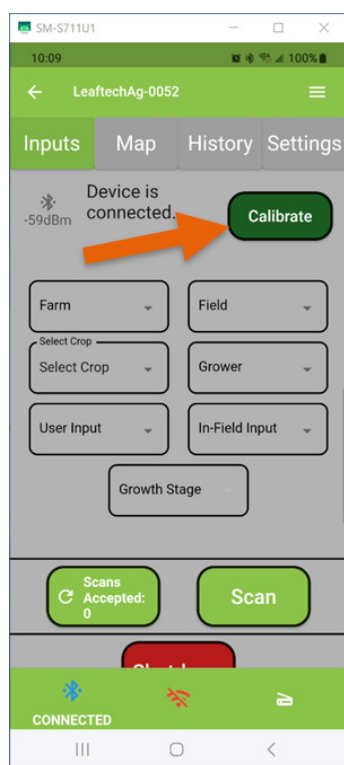 SM-S711U1
10:09
100%
LeaftechAg-0052
Inputs Map History Settings
Device is
connected.
-59dBm
Calibrate
Farm
Field
Select Crop
Select Crop
Grower
User Input
In-Field Input
Growth Stage
Scans
Accepted:
0
Scan
CONNECTED